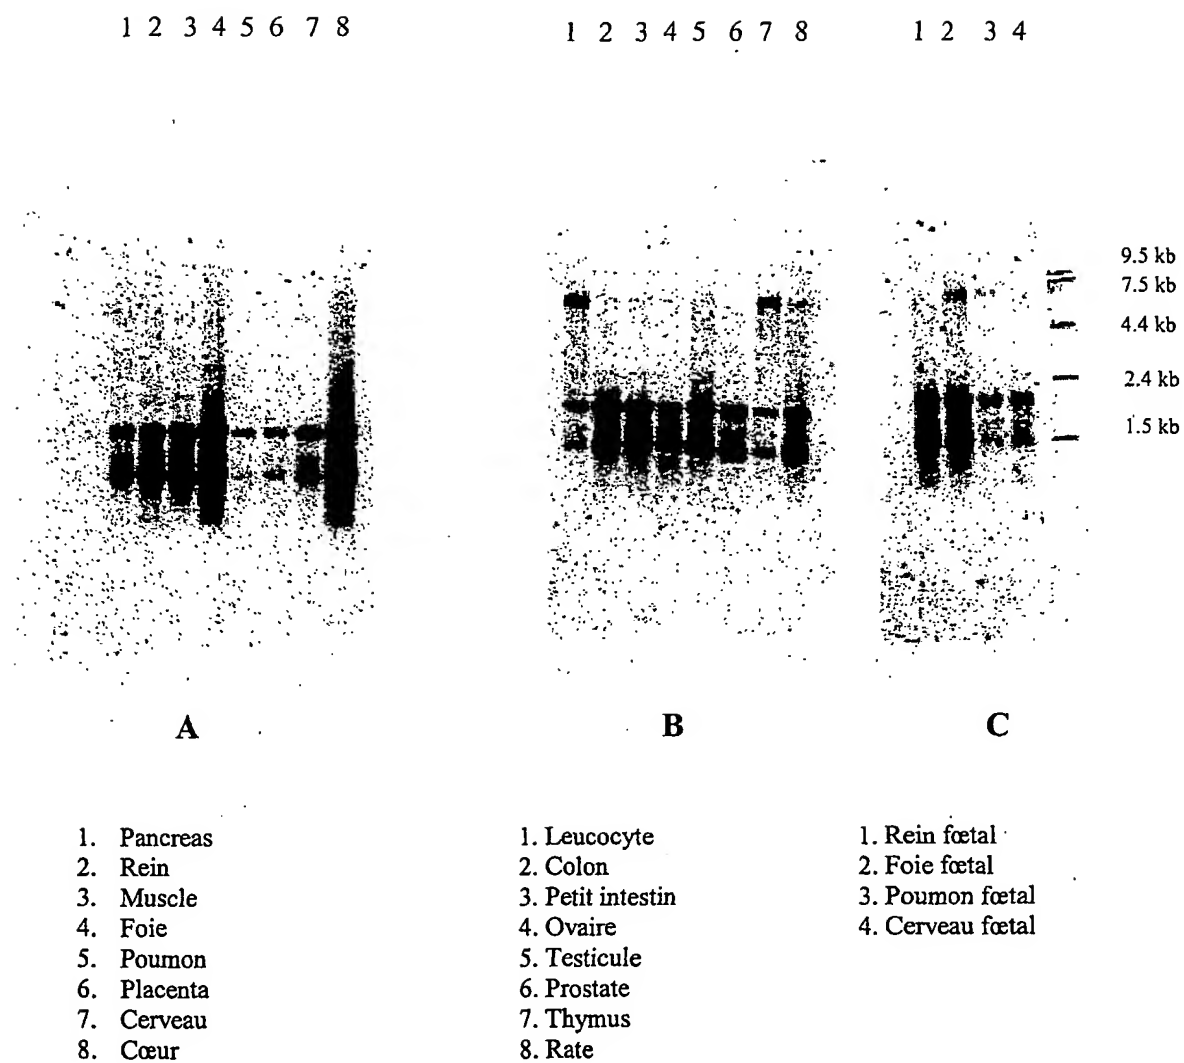 1 2 3 4 5 6 7 8
1 2 3 4 5 6 7 8
1 2 3 4
9.5 kb
7.5 kb
4.4 kb
2.4 kb
1.5 kb
A
B
C
1. Pancreas
2. Rein
3. Muscle
4. Foie
5. Poumon
6. Placenta
7. Cerveau
8. Cœur
1. Leucocyte
2. Colon
3. Petit intestin
4. Ovaire
5. Testicule
6. Prostate
7. Thymus
8. Rate
1. Rein fœtal
2. Foie fœtal
3. Poumon fœtal
4. Cerveau fœtal